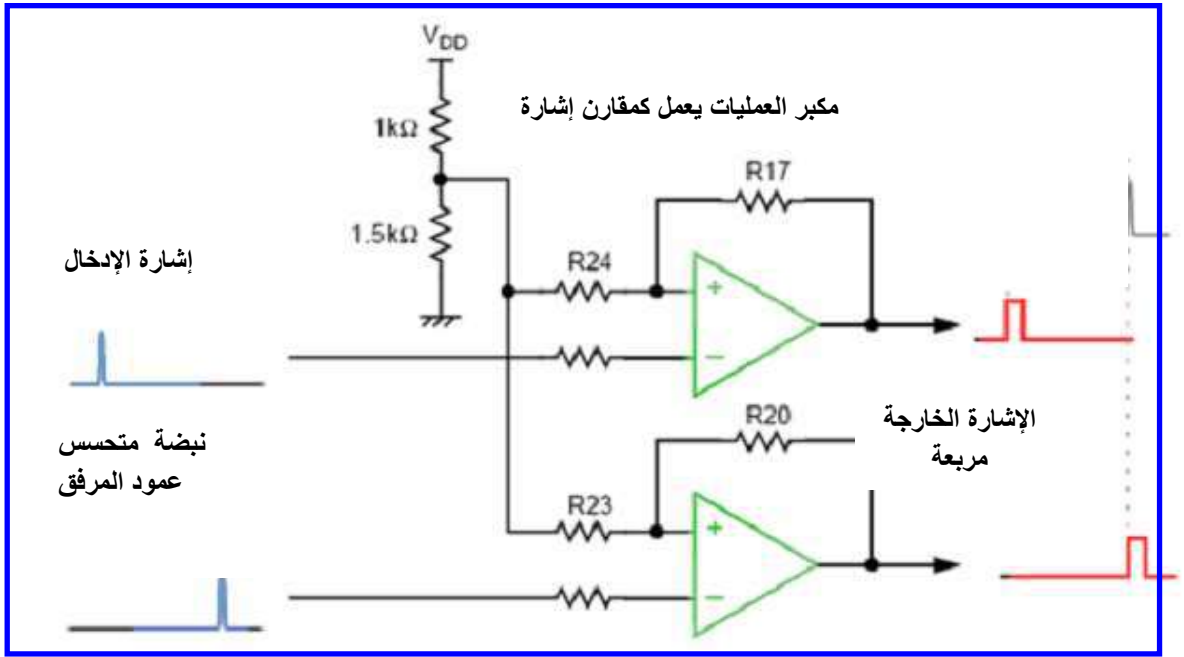 V_DD
مكبر العمليات يعمل كمقارن إشارة
1kΩ
R17
1.5kΩ
إشارة الإدخال
R24
+
−
الإشارة الخارجة
مربعة
R20
نبضة متحسس
عمود المرفق
R23
+
−